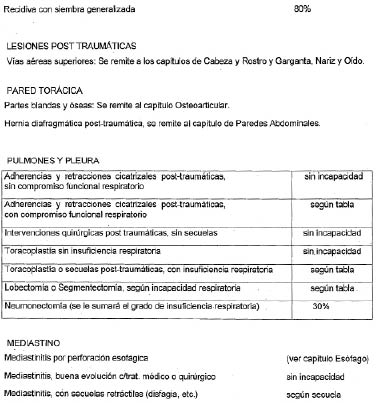 Recidiva con siembra generalizada 80%
LESIONES POST TRAUMÁTICAS
Vías aéreas superiores: Se remite a los capítulos de Cabeza y Rostro y Garganta, Nariz y Oído.
PARED TORÁCICA
Partes blandas y óseas: Se remite al capítulo Osteoarticular.
Hernia diafragmática post-traumática, se remite al capítulo de Paredes Abdominales.
PULMONES Y PLEURA
Adherencias y retracciones cicatrizales post-traumáticas, sin incapacidad
sin compromiso funcional respiratorio
Adherencias y retracciones cicatrizales post-traumáticas, según tabla
con compromiso funcional respiratorio
Intervenciones quirúrgicas post traumáticas, sin secuelas sin incapacidad
Toracoplastía sin insuficiencia respiratoria sin incapacidad
Toracoplastía o secuelas post-traumáticas, con insuficiencia respiratoria según tabla
Lobectomía o Segmentectomía, según incapacidad respiratoria según tabla
Neumonectomía (se le sumará el grado de insuficiencia respiratoria) 30%
MEDIASTINO
Mediastinitis por perforación esofágica (ver capítulo Esófago)
Mediastinitis, buena evolución c/trat. médico o quirúrgico sin incapacidad
Mediastinitis, con secuelas retráctiles (disfagia, etc.) según secuela